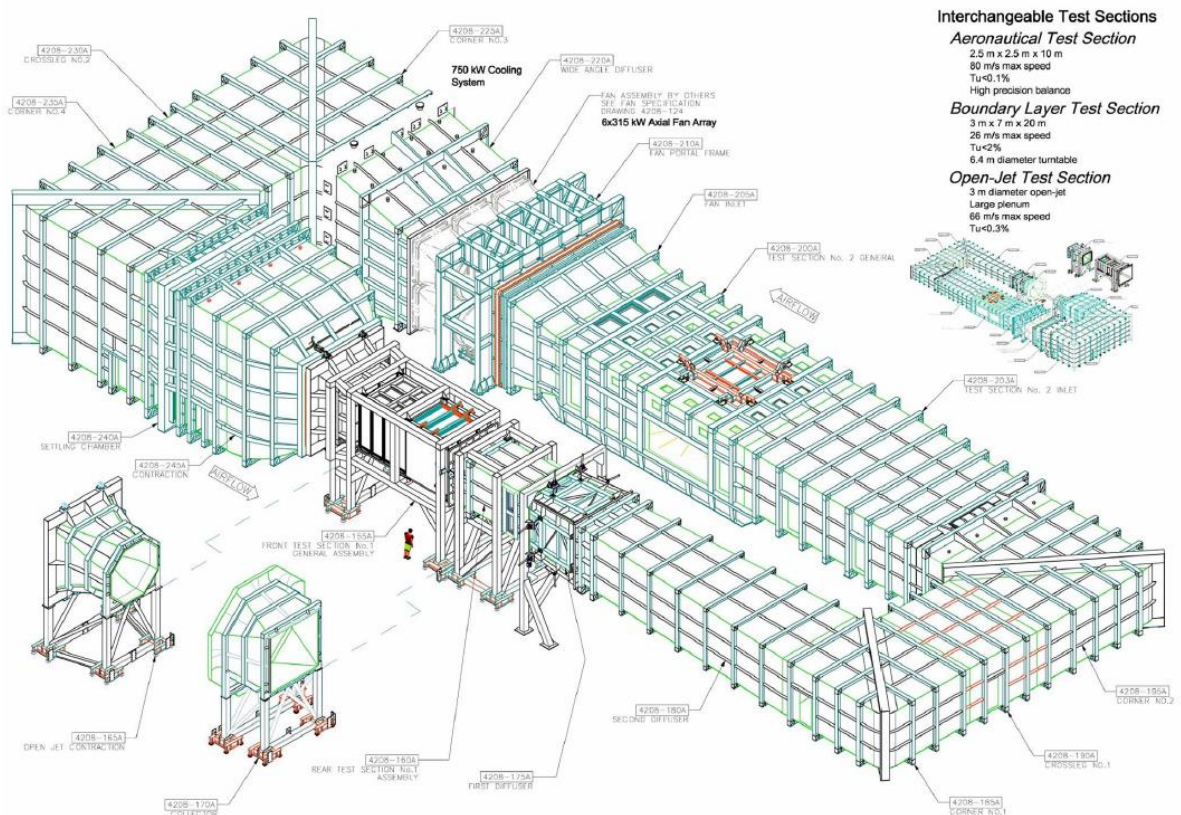 Interchangeable Test Sections
Aeronautical Test Section
2.5 m x 2.5 m x 10 m
80 m/s max speed
Tu<0.1%
High precision balance
Boundary Layer Test Section
3 m x 7 m x 20 m
26 m/s max speed
Tu<2%
6.4 m diameter turntable
Open-Jet Test Section
3 m diameter open-jet
Large plenum
66 m/s max speed
Tu<0.3%
4208-230A
CROSSLEG NO.2
4208-225A
CORNER NO.3
4208-235A
CORNER NO.4
750 kW Cooling
System
4208-220A
WIDE ANGLE DIFFUSER
FAN ASSEMBLY BY OTHERS
SEE FAN SPECIFICATION
DRAWING 4208-124
6x315 kW Axial Fan Array
4208-210A
FAN PORTAL FRAME
4208-205A
FAN INLET
4208-200A
TEST SECTION No. 2 GENERAL
AIRFLOW
4208-203A
TEST SECTION No. 2 INLET
4208-240A
SETTLING CHAMBER
4208-245A
CONTRACTION
AIRFLOW
4208-155A
FRONT TEST SECTION No.1
GENERAL ASSEMBLY
4208-165A
OPEN JET CONTRACTION
4208-170A
COLLECTOR
4208-160A
REAR TEST SECTION No.1
ASSEMBLY
4208-175A
FIRST DIFFUSER
4208-180A
SECOND DIFFUSER
4208-195A
CORNER NO.2
4208-190A
CROSSLEG NO.1
4208-185A
CORNER NO.1